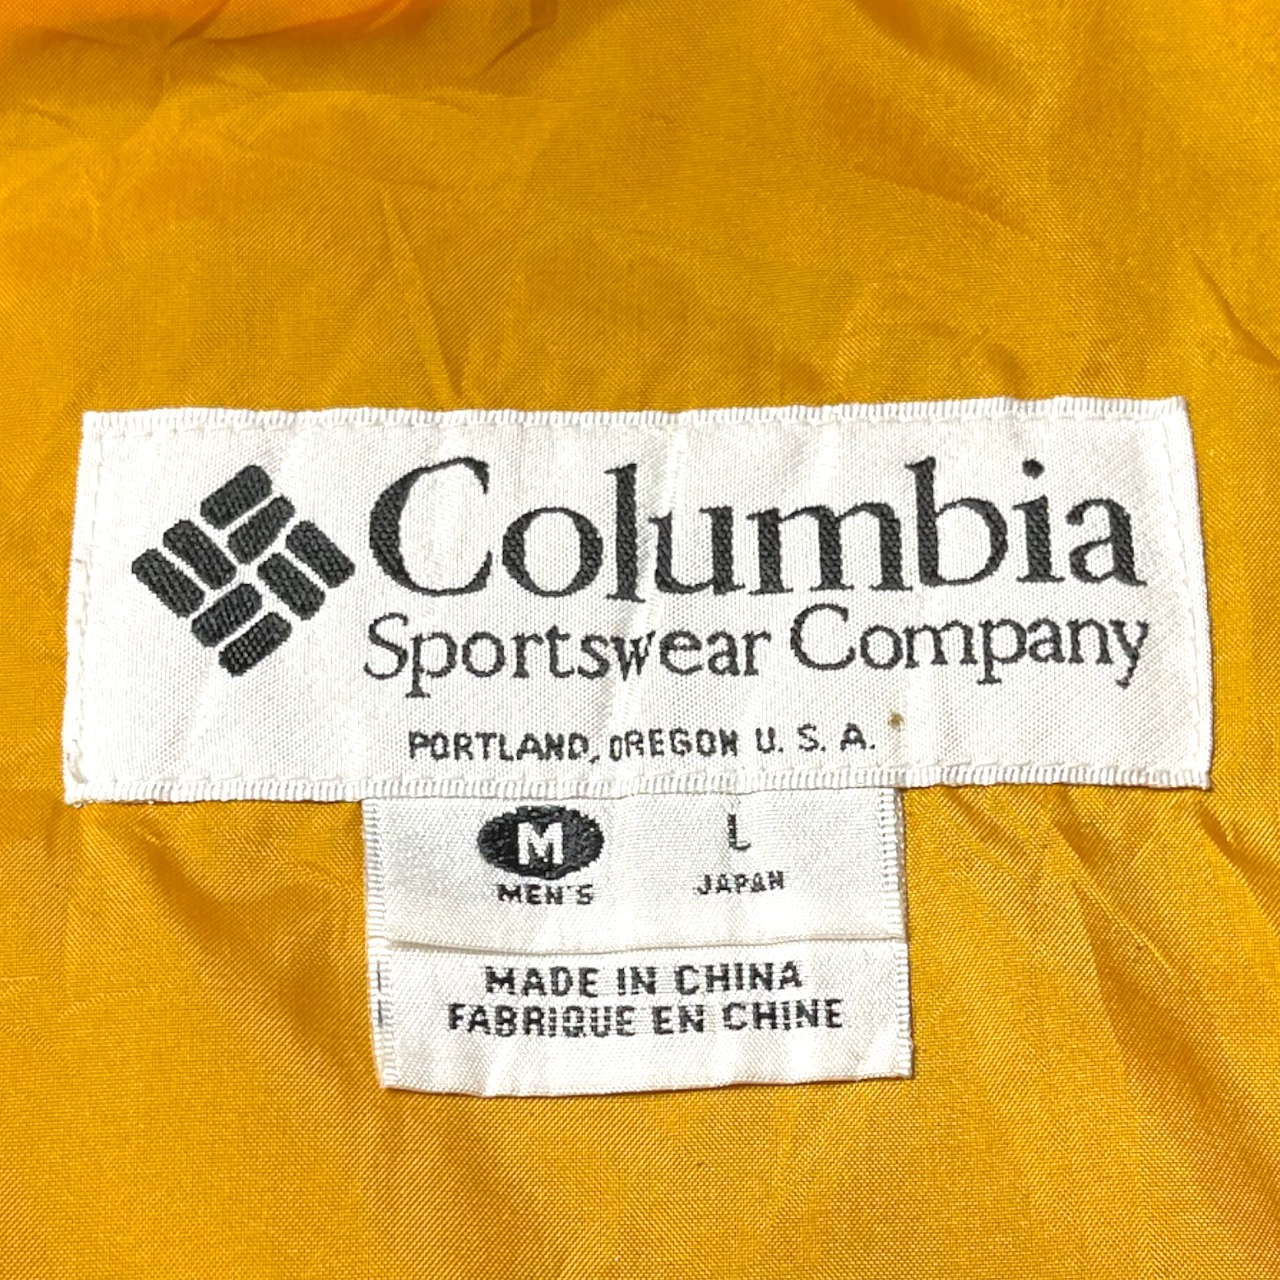 Columbia
Sportswear Company
PORTLAND, OREGON U. S. A.
M L
MEN'S JAPAN
MADE IN CHINA
FABRIQUE EN CHINE